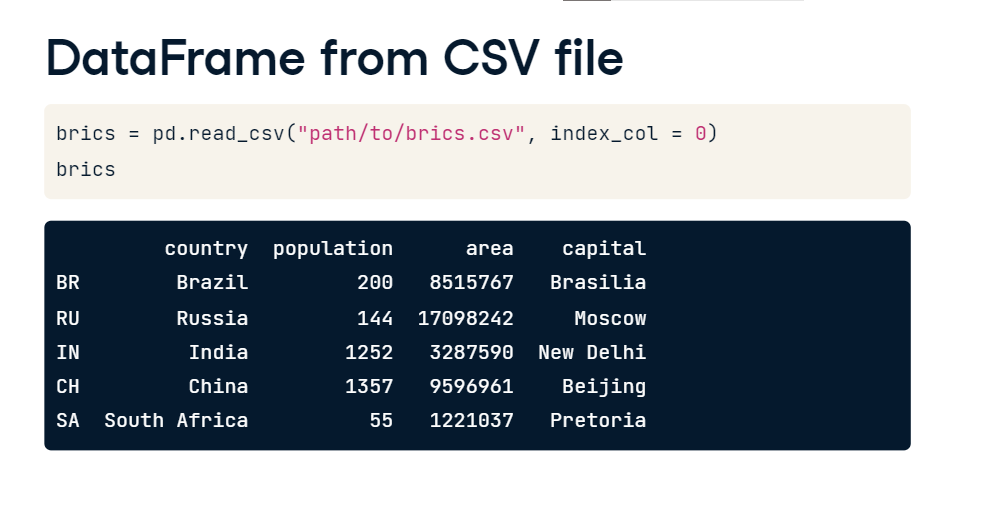 DataFrame from CSV file
brics = pd.read_csv("path/to/brics.csv", index_col = 0)
brics
country population area capital
BR Brazil 200 8515767 Brasilia
RU Russia 144 17098242 Moscow
IN India 1252 3287590 New Delhi
CH China 1357 9596961 Beijing
SA South Africa 55 1221037 Pretoria